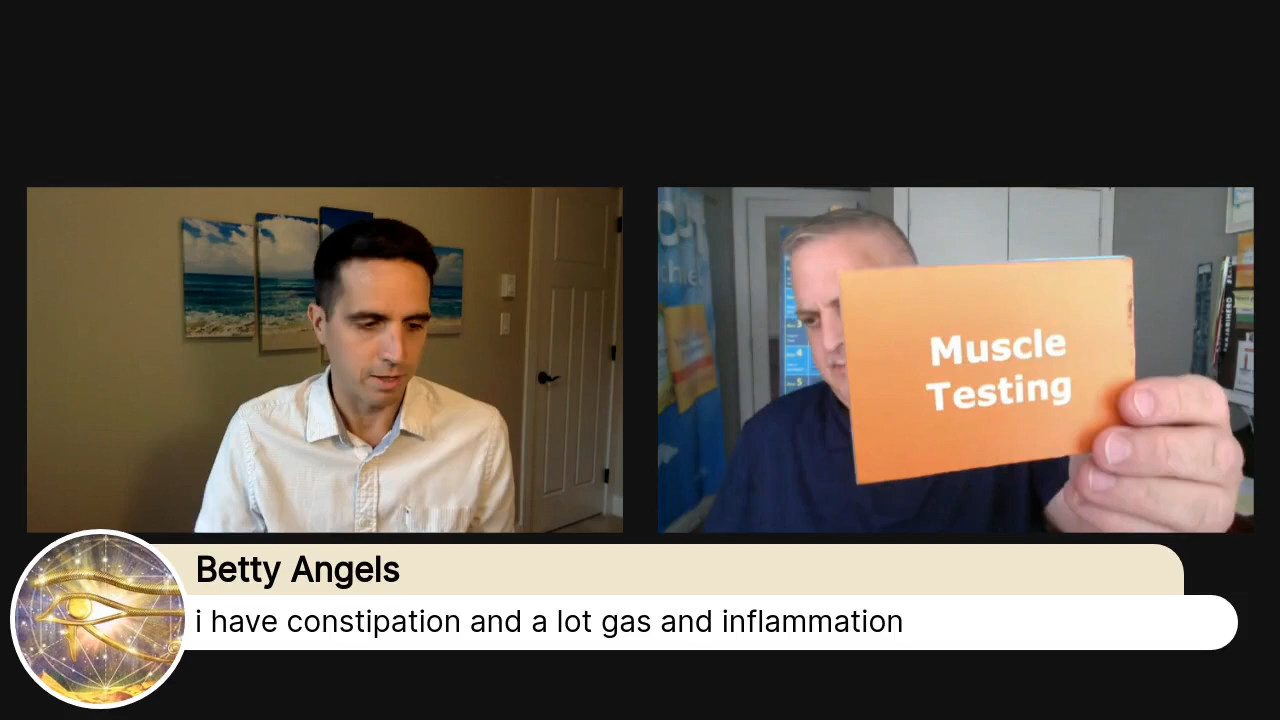 Muscle
Testing
Betty Angels
i have constipation and a lot gas and inflammation